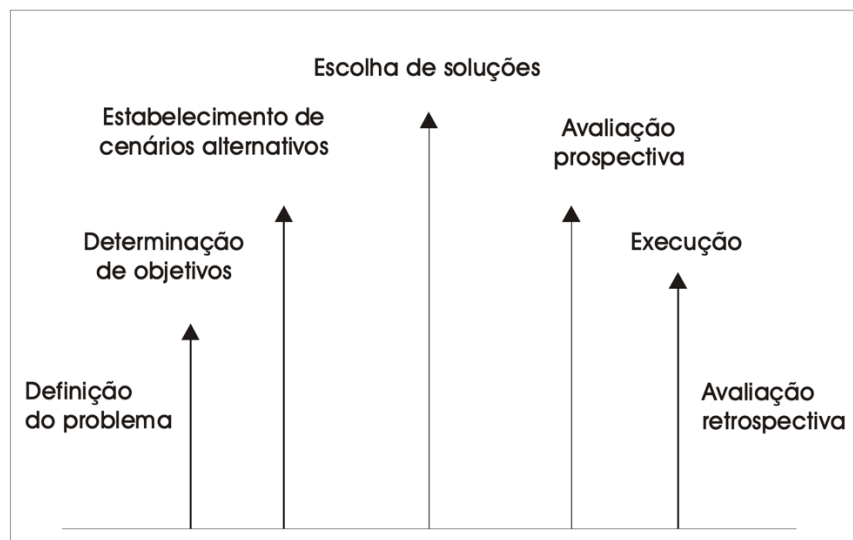 Escolha de soluções
Estabelecimento de
cenários alternativos
Avaliação
prospectiva
Determinação
de objetivos
Execução
Definição
do problema
Avaliação
retrospectiva